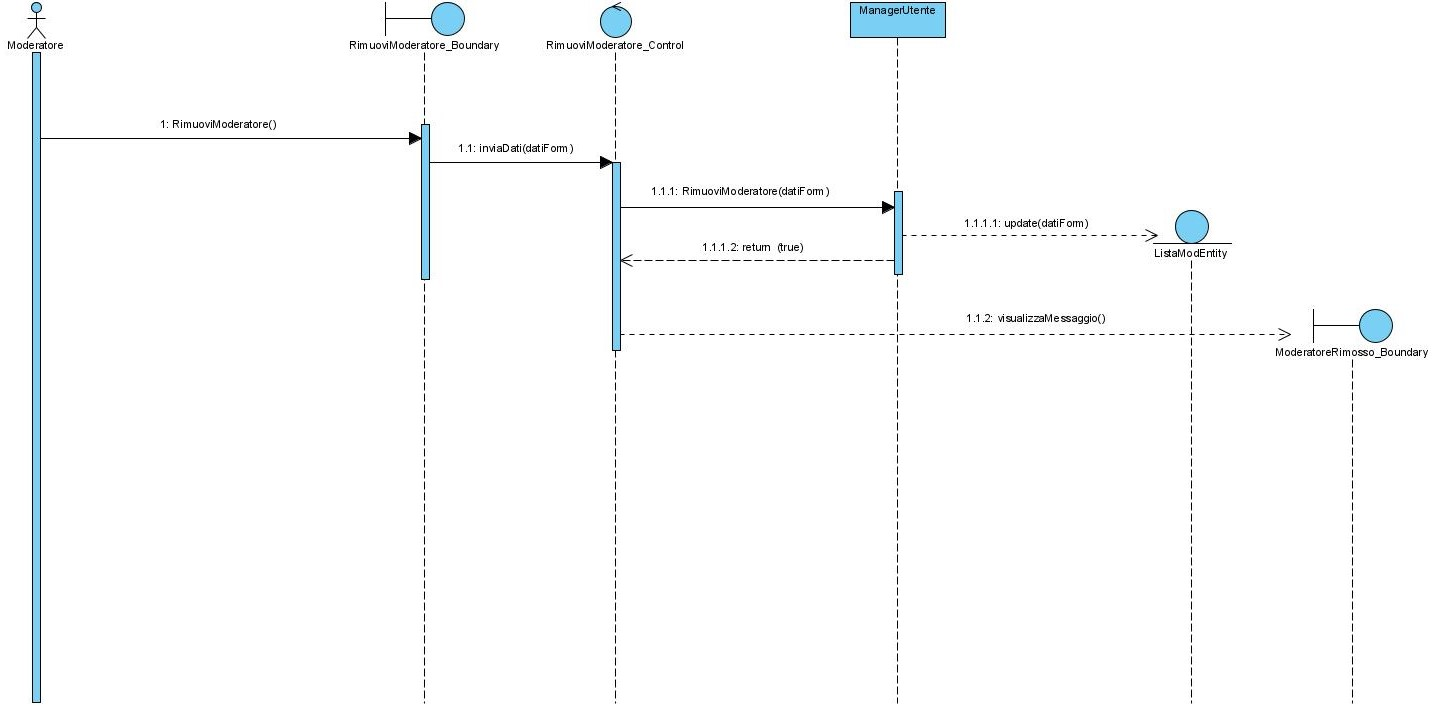 Moderatore
RimuoviModeratore_Boundary
RimuoviModeratore_Control
ManagerUtente
1: RimuoviModeratore()
1.1: inviaDati(datiForm)
1.1.1: RimuoviModeratore(datiForm)
1.1.1.1: update(datiForm)
1.1.1.2: return (true)
ListaModEntity
1.1.2: visualizzaMessaggio()
ModeratoreRimosso_Boundary